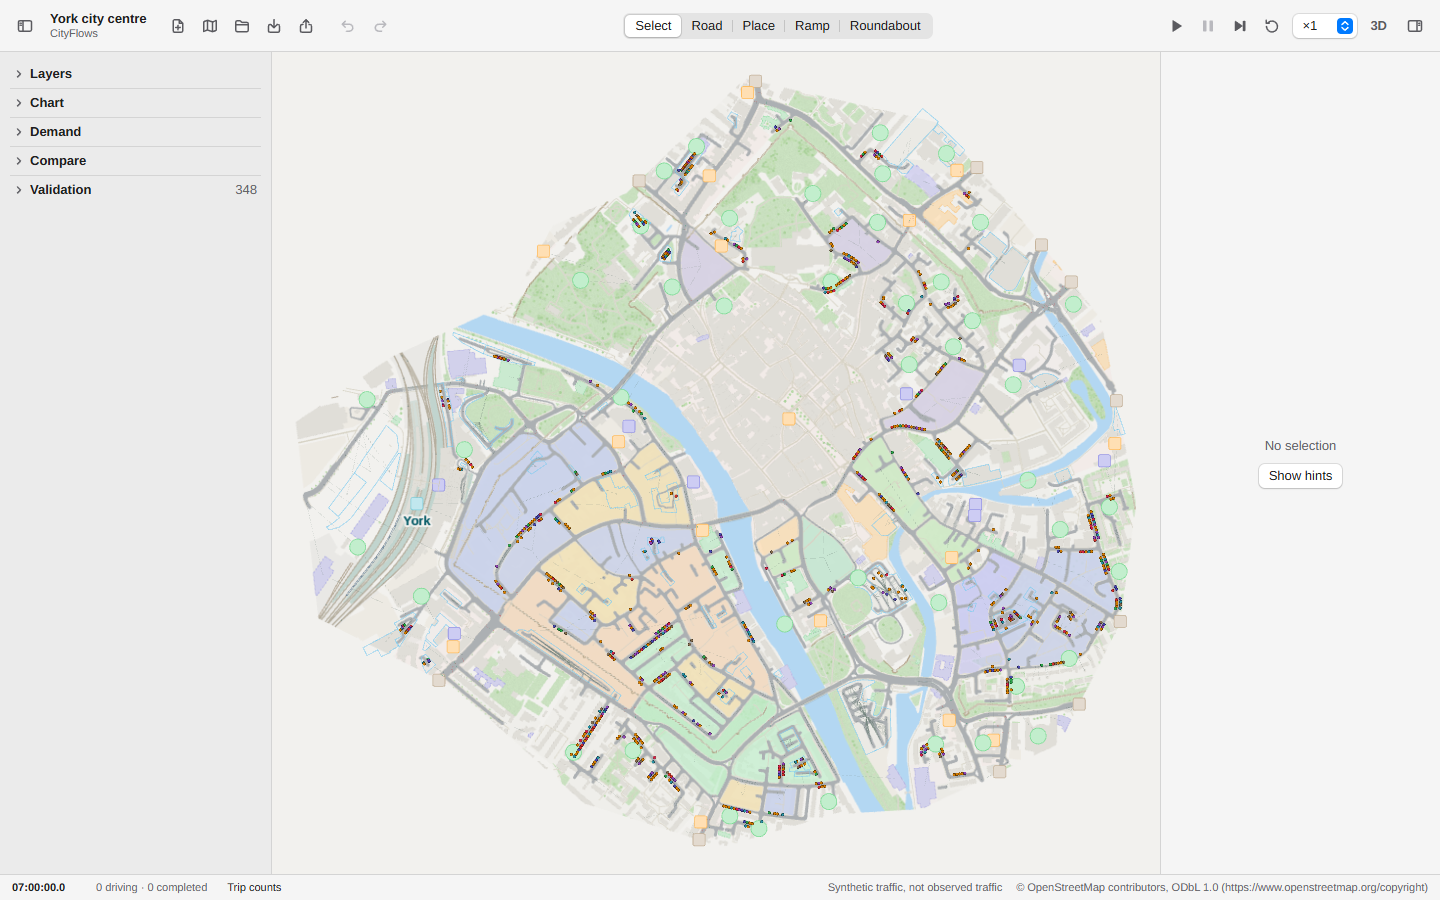 York city centre
CityFlows
Select
Road
Place
Ramp
Roundabout
×1
3D
Layers
Chart
Demand
Compare
Validation
348
York
No selection
Show hints
07:00:00.0
0 driving · 0 completed
Trip counts
Synthetic traffic, not observed traffic
© OpenStreetMap contributors, ODbL 1.0 (https://www.openstreetmap.org/copyright)